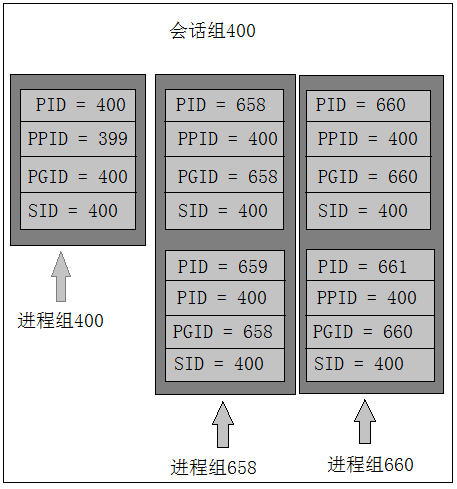 会话组400
PID = 400
PPID = 399
PGID = 400
SID = 400
进程组400
PID = 658
PPID = 400
PGID = 658
SID = 400
PID = 659
PID = 400
PGID = 658
SID = 400
进程组658
PID = 660
PPID = 400
PGID = 660
SID = 400
PID = 661
PPID = 400
PGID = 660
SID = 400
进程组660